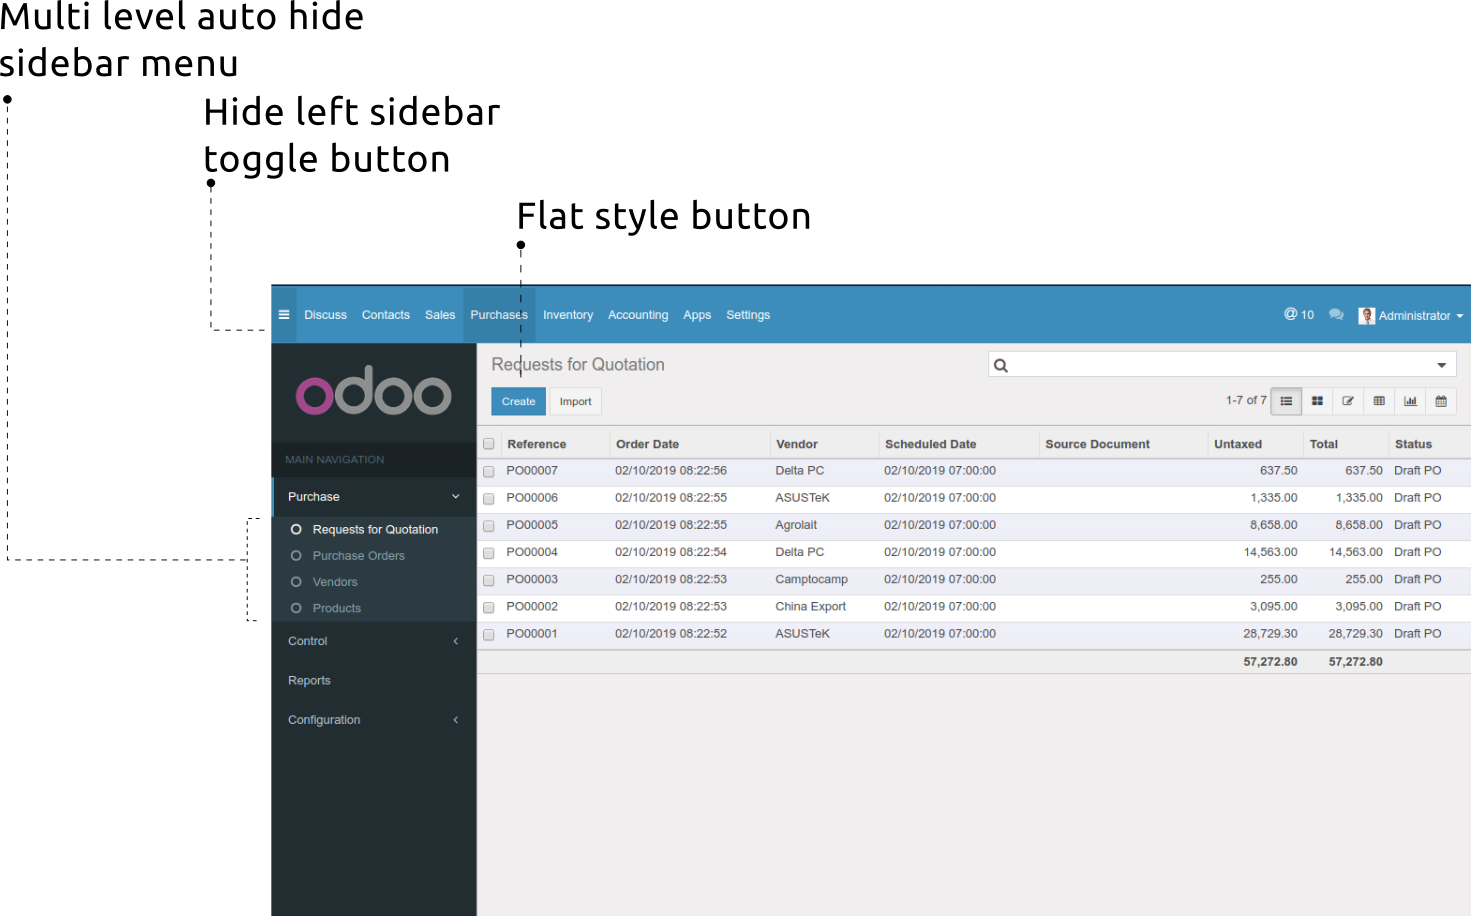 Multi level auto hide
sidebar menu
Hide left sidebar
toggle button
Flat style button
Discuss Contacts Sales Purchases Inventory Accounting Apps Settings @ 10 Administrator
odoo
Requests for Quotation
Create Import 1-7 of 7
MAIN NAVIGATION
Purchase
Requests for Quotation
Purchase Orders
Vendors
Products
Control
Reports
Configuration
Reference Order Date Vendor Scheduled Date Source Document Untaxed Total Status
PO00007 02/10/2019 08:22:56 Delta PC 02/10/2019 07:00:00 637.50 637.50 Draft PO
PO00006 02/10/2019 08:22:55 ASUSTeK 02/10/2019 07:00:00 1,335.00 1,335.00 Draft PO
PO00005 02/10/2019 08:22:55 Agrolait 02/10/2019 07:00:00 8,658.00 8,658.00 Draft PO
PO00004 02/10/2019 08:22:54 Delta PC 02/10/2019 07:00:00 14,563.00 14,563.00 Draft PO
PO00003 02/10/2019 08:22:53 Camptocamp 02/10/2019 07:00:00 255.00 255.00 Draft PO
PO00002 02/10/2019 08:22:53 China Export 02/10/2019 07:00:00 3,095.00 3,095.00 Draft PO
PO00001 02/10/2019 08:22:52 ASUSTeK 02/10/2019 07:00:00 28,729.30 28,729.30 Draft PO
57,272.80 57,272.80